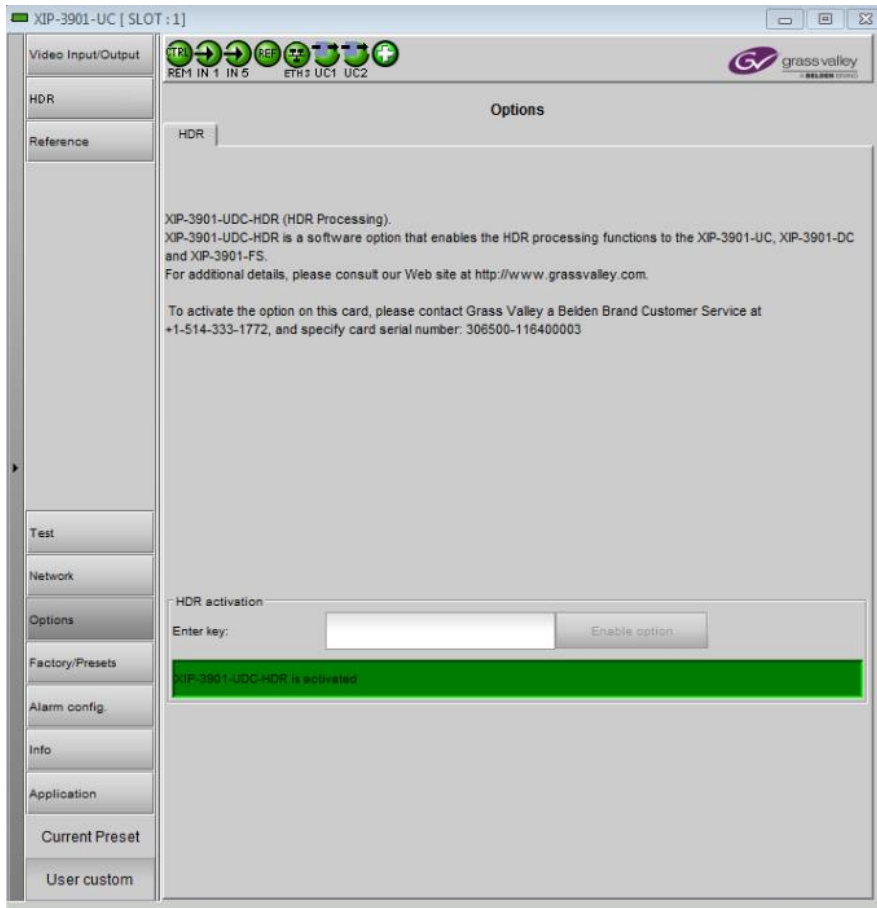 XIP-3901-UC [ SLOT : 1]
Video Input/Output
HDR
Reference
Test
Network
Options
Factory/Presets
Alarm config.
Info
Application
Current Preset
User custom
CTRL
REF
REM IN 1 IN 5 ETH3 UC1 UC2
GV grass valley
A BELDEN BRAND
Options
HDR
XIP-3901-UDC-HDR (HDR Processing).
XIP-3901-UDC-HDR is a software option that enables the HDR processing functions to the XIP-3901-UC, XIP-3901-DC
and XIP-3901-FS.
For additional details, please consult our Web site at http://www.grassvalley.com.
To activate the option on this card, please contact Grass Valley a Belden Brand Customer Service at
+1-514-333-1772, and specify card serial number: 306500-116400003
HDR activation
Enter key:
Enable option
XIP-3901-UDC-HDR is activated